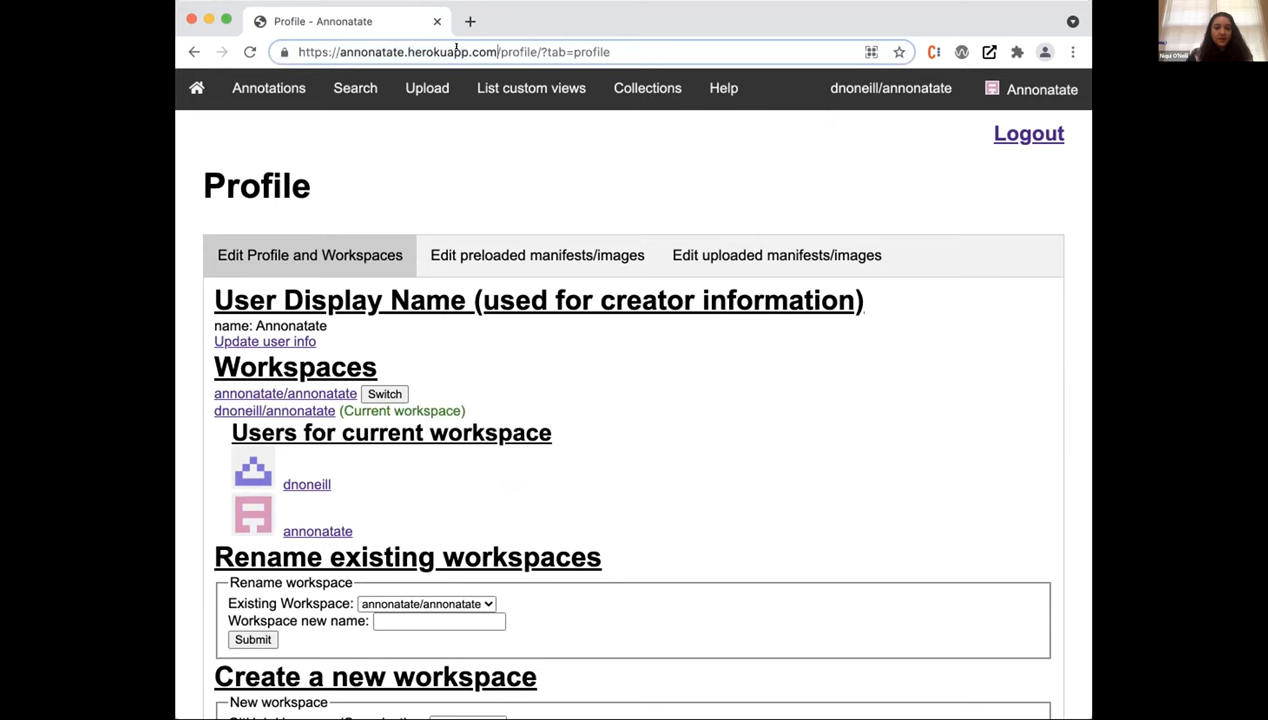 Profile - Annonatate
https://annonatate.herokuapp.com/profile/?tab=profile
Niqui O'Neill
Annotations Search Upload List custom views Collections Help dnoneill/annonatate Annonatate
Logout
Profile
Edit Profile and Workspaces Edit preloaded manifests/images Edit uploaded manifests/images
User Display Name (used for creator information)
name: Annonatate
Update user info
Workspaces
annonatate/annonatate Switch
dnoneill/annonatate (Current workspace)
Users for current workspace
dnoneill
annonatate
Rename existing workspaces
Rename workspace
Existing Workspace: annonatate/annonatate
Workspace new name:
Submit
Create a new workspace
New workspace